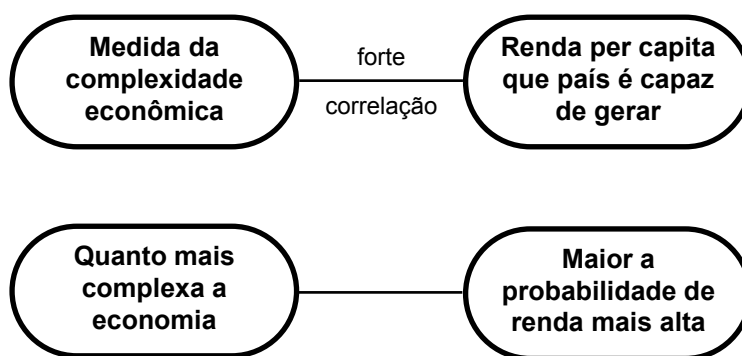 Medida da
complexidade
econômica
forte
correlação
Renda per capita
que país é capaz
de gerar
Quanto mais
complexa a
economia
Maior a
probabilidade de
renda mais alta